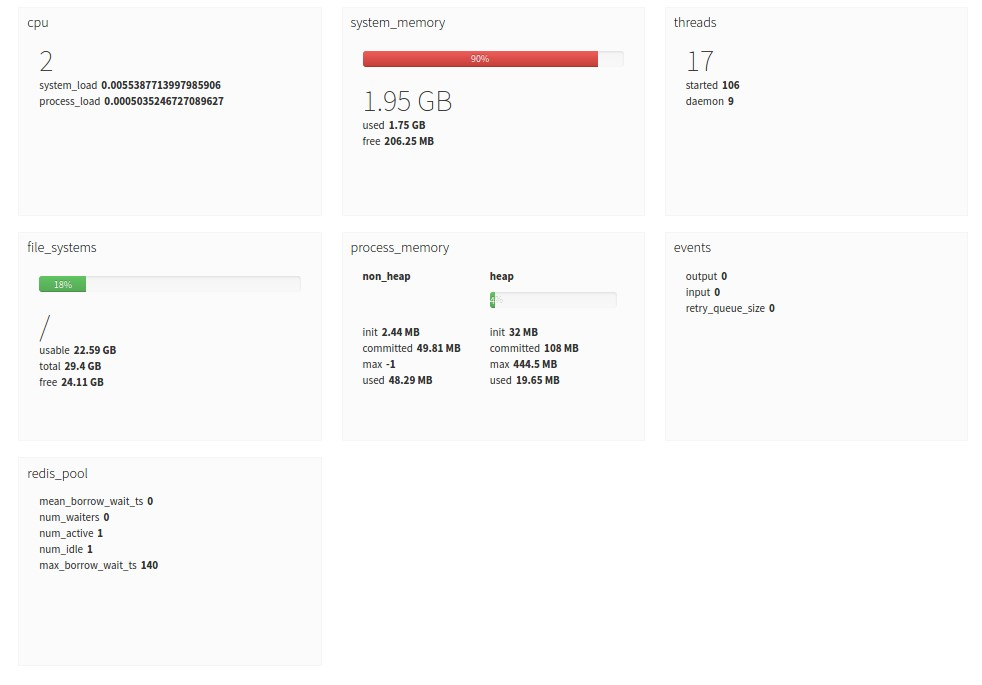 cpu
2
system_load 0.0055387713997985906
process_load 0.0005035246727089627
system_memory
90%
1.95 GB
used 1.75 GB
free 206.25 MB
threads
17
started 106
daemon 9
file_systems
18%
/
usable 22.59 GB
total 29.4 GB
free 24.11 GB
process_memory
non_heap
init 2.44 MB
committed 49.81 MB
max -1
used 48.29 MB
heap
init 32 MB
committed 108 MB
max 444.5 MB
used 19.65 MB
events
output 0
input 0
retry_queue_size 0
redis_pool
mean_borrow_wait_ts 0
num_waiters 0
num_active 1
num_idle 1
max_borrow_wait_ts 140